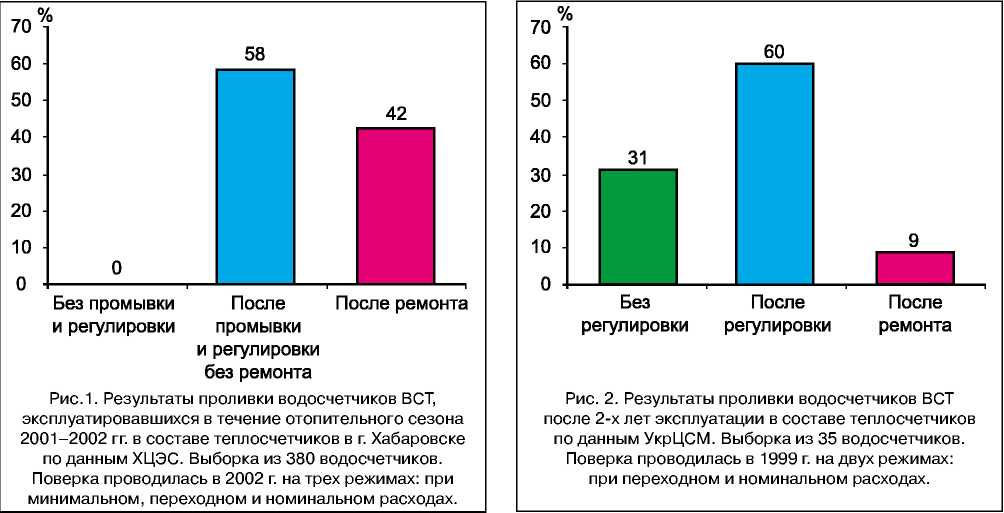 %
70
60
50
40
30
20
10
0
0
58
42
Без промывки
и регулировки
После
промывки
и регулировки
без ремонта
После ремонта
Рис.1. Результаты проливки водосчетчиков ВСТ,
эксплуатировавшихся в течение отопительного сезона
2001–2002 гг. в составе теплосчетчиков в г. Хабаровске
по данным ХЦЭС. Выборка из 380 водосчетчиков.
Поверка проводилась в 2002 г. на трех режимах: при
минимальном, переходном и номинальном расходах.
%
70
60
50
40
30
20
10
0
31
60
9
Без
регулировки
После
регулировки
После
ремонта
Рис. 2. Результаты проливки водосчетчиков ВСТ
после 2-х лет эксплуатации в составе теплосчетчиков
по данным УкрЦСМ. Выборка из 35 водосчетчиков.
Поверка проводилась в 1999 г. на двух режимах:
при переходном и номинальном расходах.